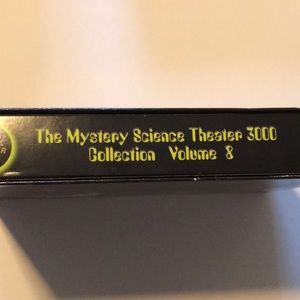 The Mystery Science Theater 3000
Collection Volume 8